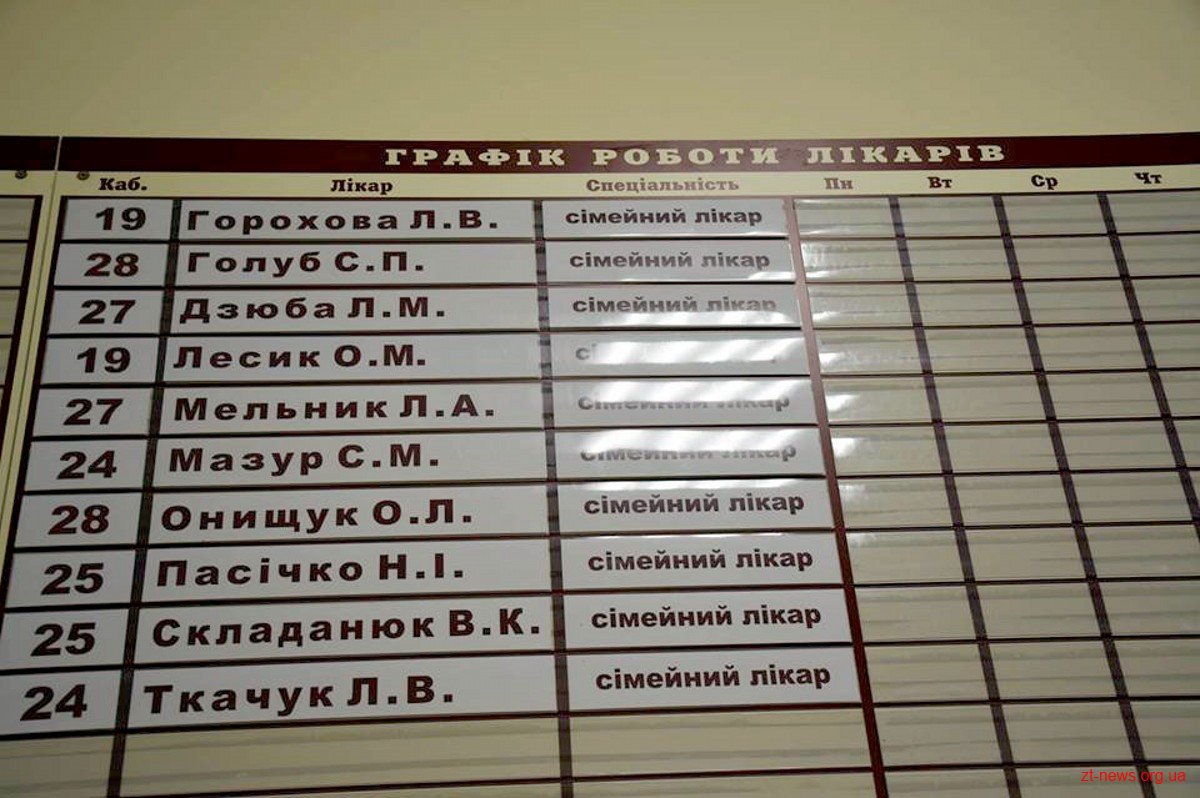 ГРАФІК РОБОТИ ЛІКАРІВ
Каб. Лікар Спеціальність Пн Вт Ср Чт
19 Горохова Л.В. сімейний лікар
28 Голуб С.П. сімейний лікар
27 Дзюба Л.М. сімейний лікар
19 Лесик О.М.
27 Мельник Л.А. сімейний лікар
24 Мазур С.М. сімейний лікар
28 Онищук О.Л. сімейний лікар
25 Пасічко Н.І. сімейний лікар
25 Складанюк В.К. сімейний лікар
24 Ткачук Л.В. сімейний лікар
zt-news.org.ua